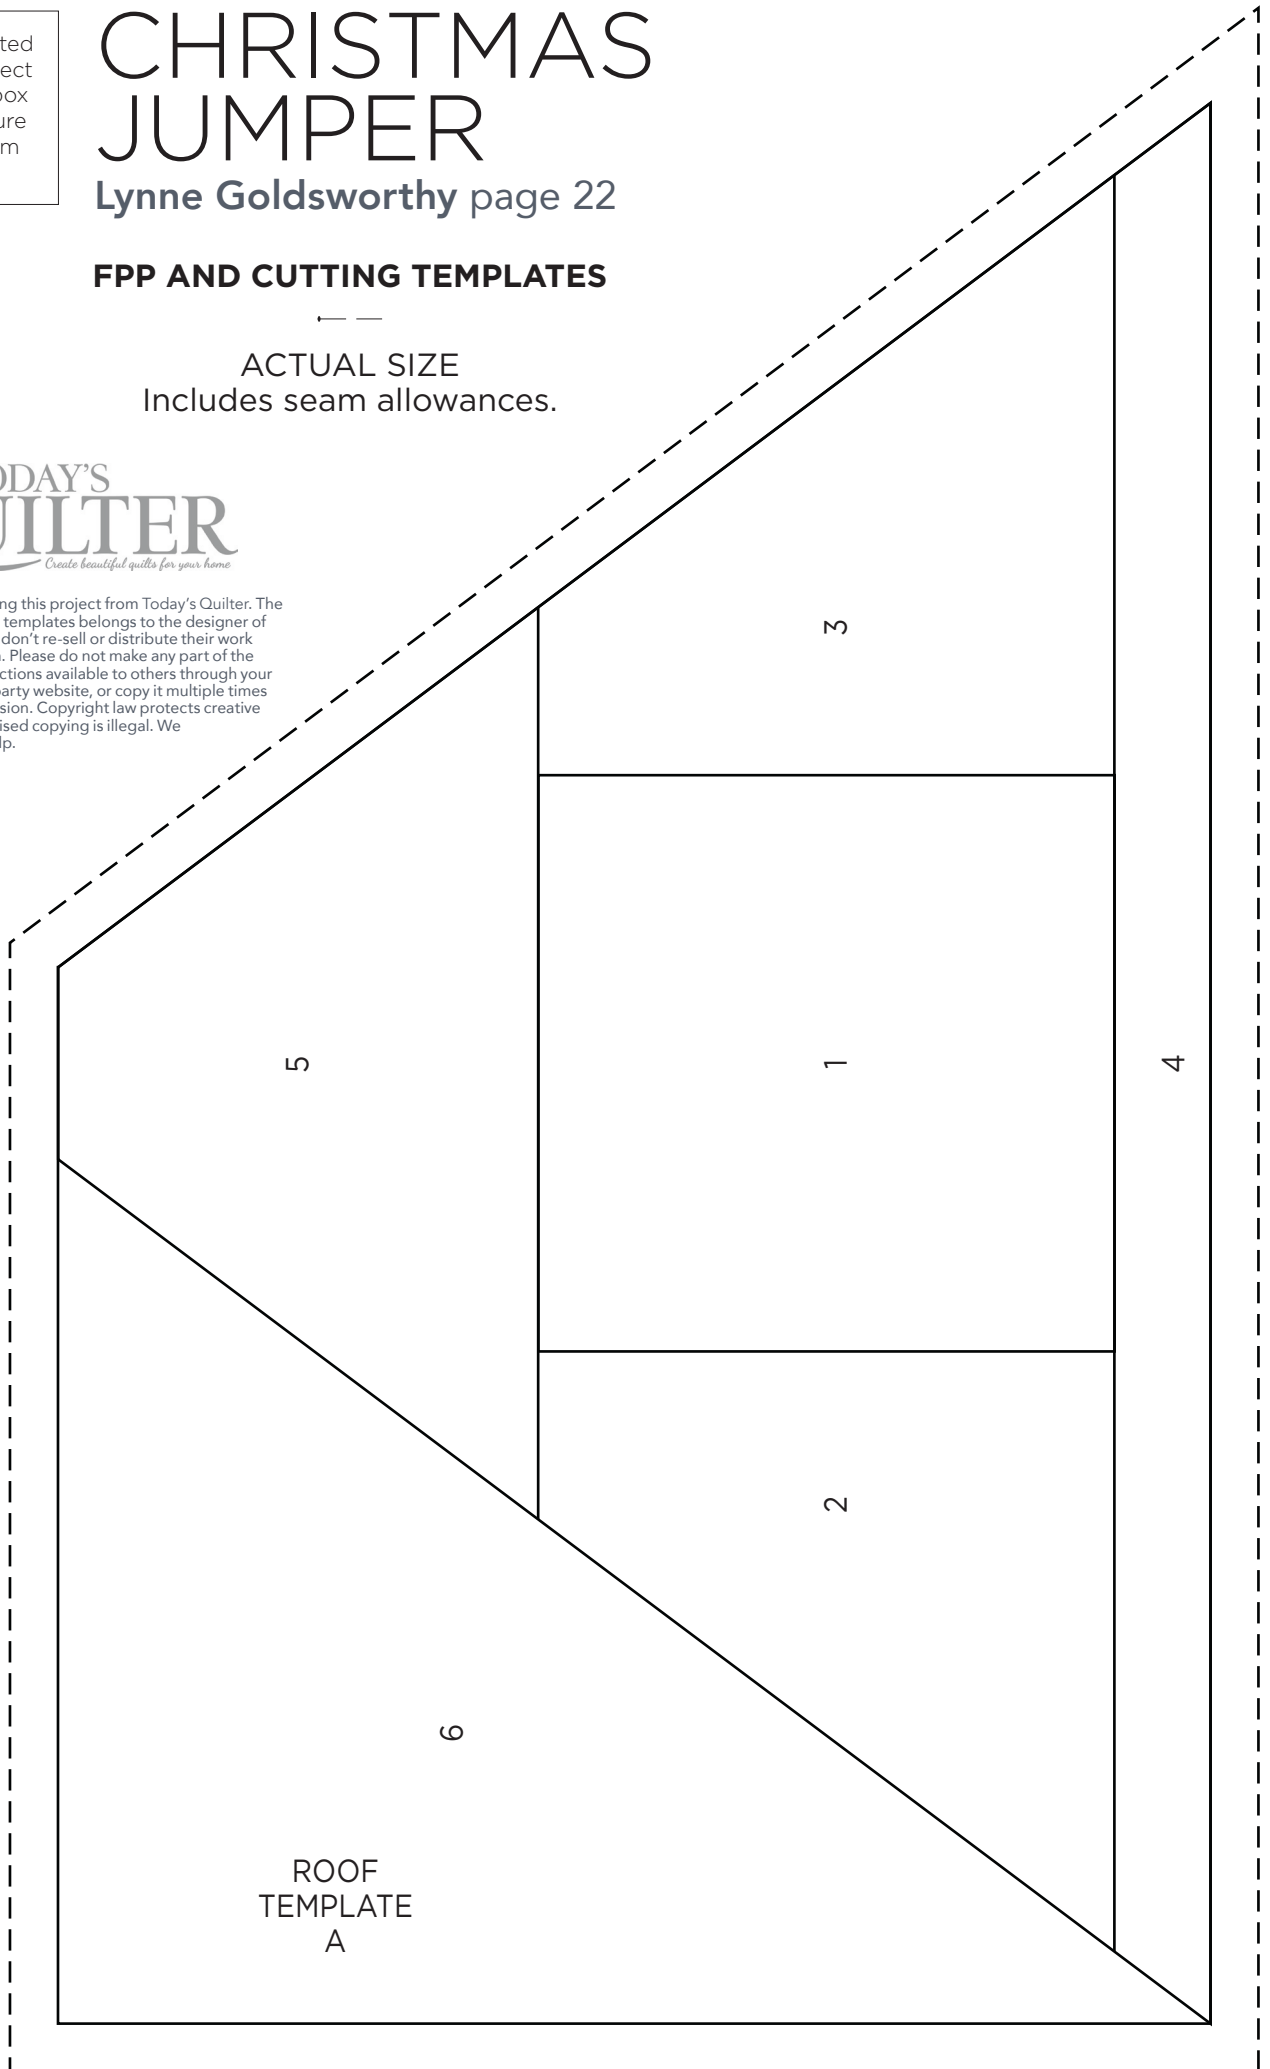 CHRISTMAS
JUMPER
Lynne Goldsworthy page 22
FPP AND CUTTING TEMPLATES
ACTUAL SIZE
Includes seam allowances.
ted
ect
box
ure
m
ODAY'S
UILTER
Create beautiful quilts for your home
ng this project from Today's Quilter. The
templates belongs to the designer of
don't re-sell or distribute their work
. Please do not make any part of the
ctions available to others through your
party website, or copy it multiple times
sion. Copyright law protects creative
ised copying is illegal. We
lp.
3
5
1
4
2
6
ROOF
TEMPLATE
A